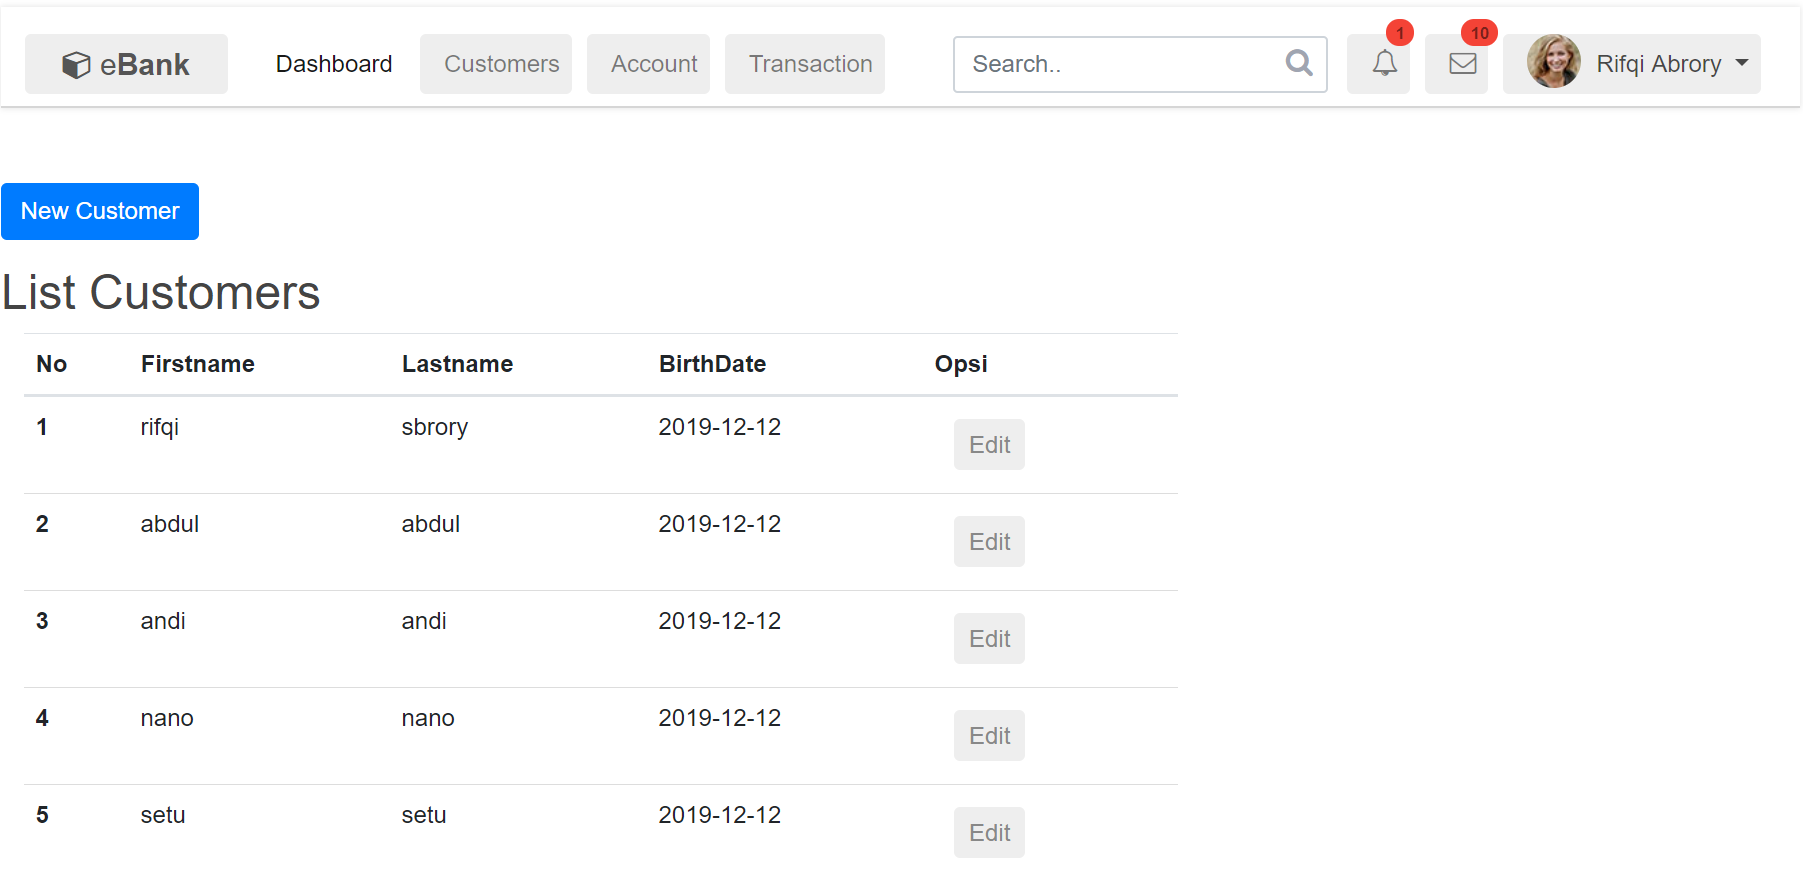 eBank Dashboard Customers Account Transaction Search.. 1 10 Rifqi Abrory
New Customer
List Customers
No Firstname Lastname BirthDate Opsi
1 rifqi sbrory 2019-12-12 Edit
2 abdul abdul 2019-12-12 Edit
3 andi andi 2019-12-12 Edit
4 nano nano 2019-12-12 Edit
5 setu setu 2019-12-12 Edit